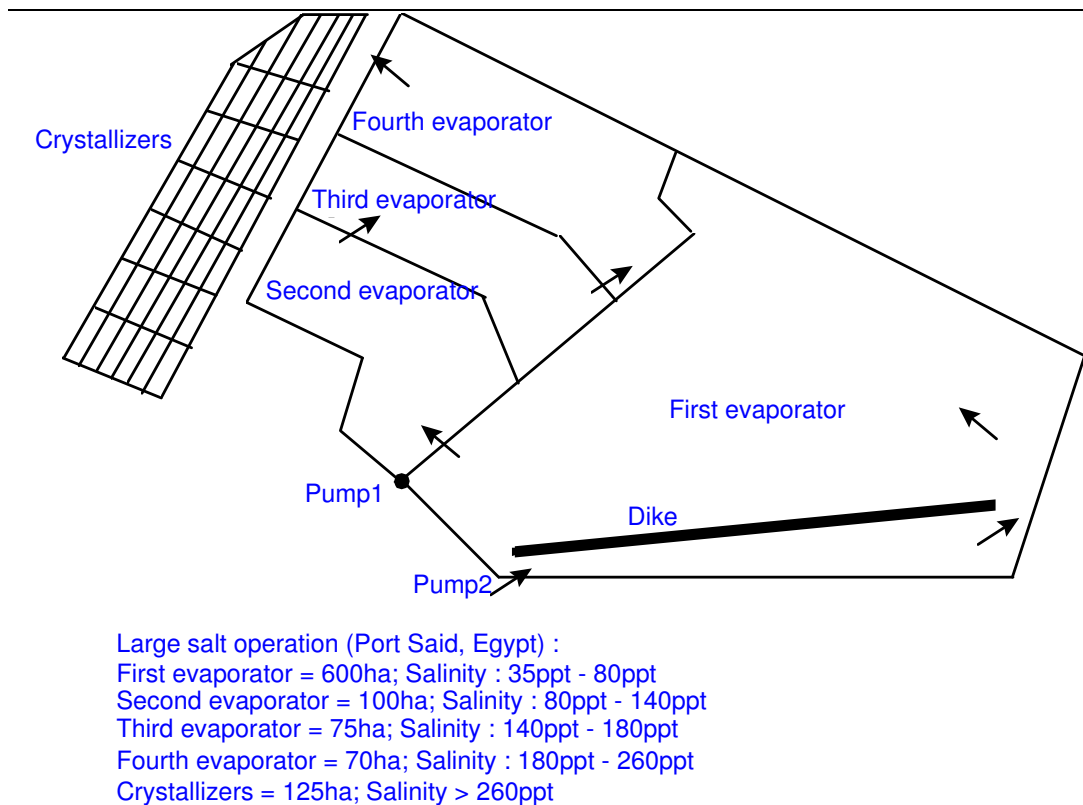 Fourth evaporator
Crystallizers
Third evaporator
Second evaporator
First evaporator
Pump1
Dike
Pump2
Large salt operation (Port Said, Egypt) :
First evaporator = 600ha; Salinity : 35ppt - 80ppt
Second evaporator = 100ha; Salinity : 80ppt - 140ppt
Third evaporator = 75ha; Salinity : 140ppt - 180ppt
Fourth evaporator = 70ha; Salinity : 180ppt - 260ppt
Crystallizers = 125ha; Salinity > 260ppt